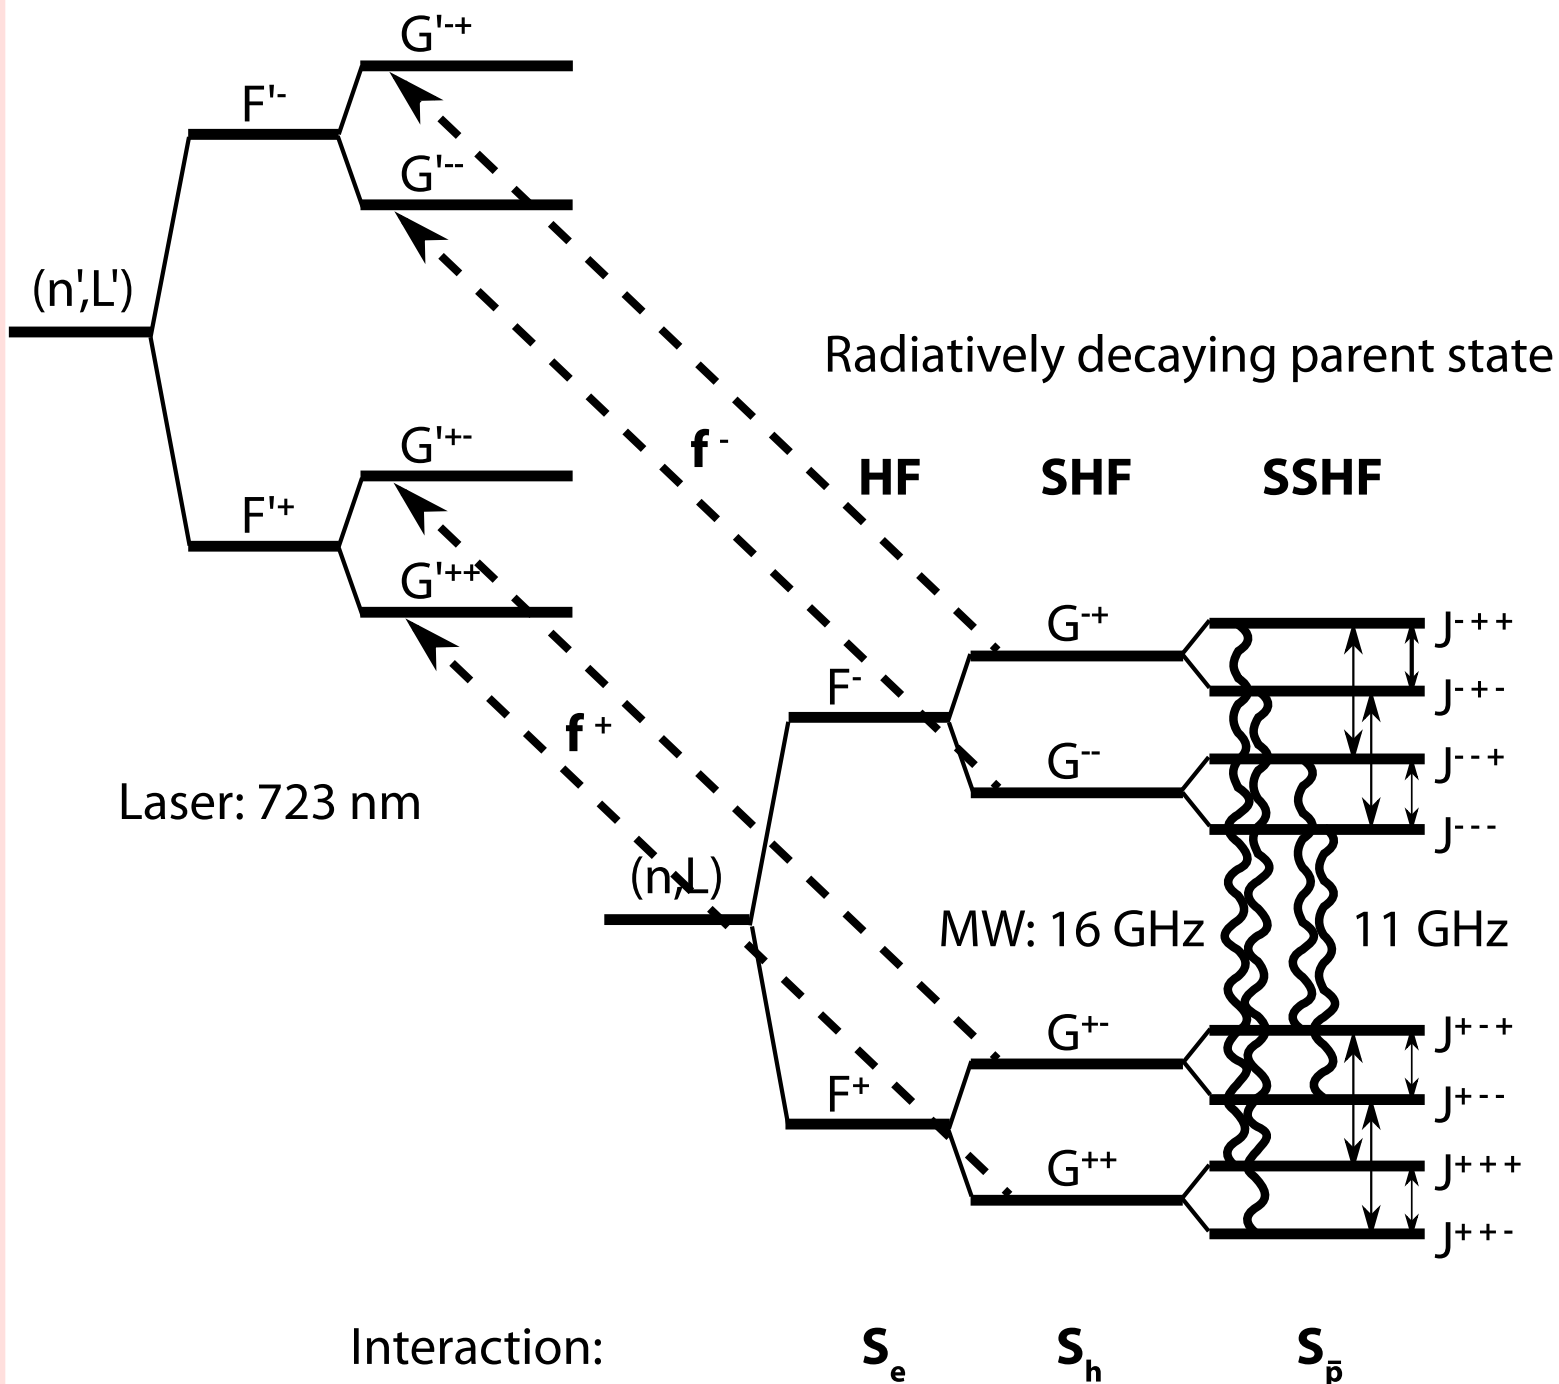 G'-+
F'-
G'--
(n',L')
Radiatively decaying parent state
G'+-
f -
HF SHF SSHF
F'+
G'++
G-+
J-++
F-
J-+-
f +
G--
J--+
Laser: 723 nm
J---
(n,L)
MW: 16 GHz 11 GHz
G+-
J+-+
F+
J+--
G++
J+++
J++-
Interaction: Se Sh Sp̄